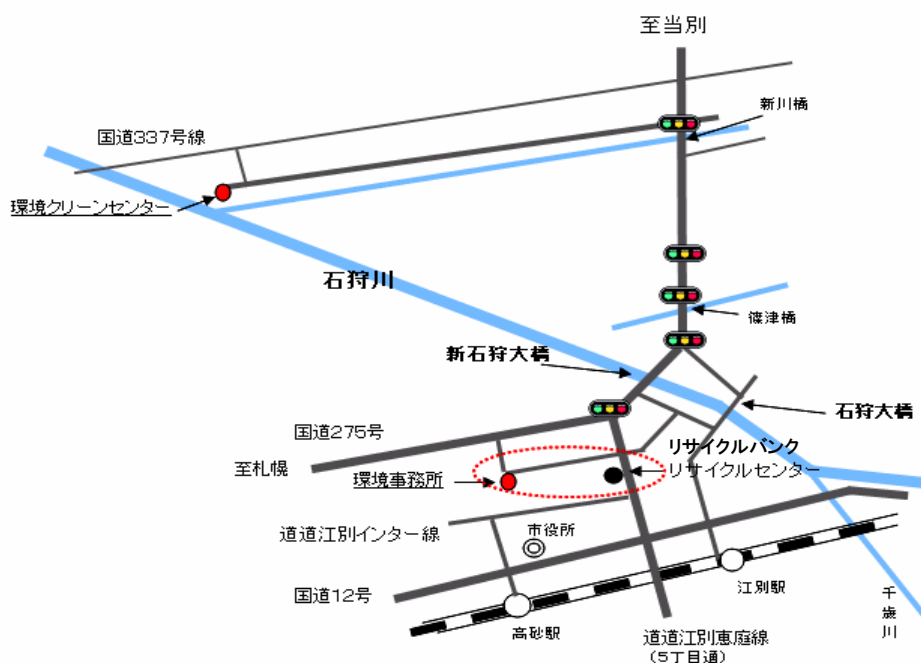 至当別
新川橋
国道337号線
環境クリーンセンター
石狩川
篠津橋
新石狩大橋
石狩大橋
国道275号
リサイクルバンク
至札幌
リサイクルセンター
環境事務所
市役所
道道江別インター線
江別駅
国道12号
千歳川
高砂駅
道道江別恵庭線
(5丁目通)